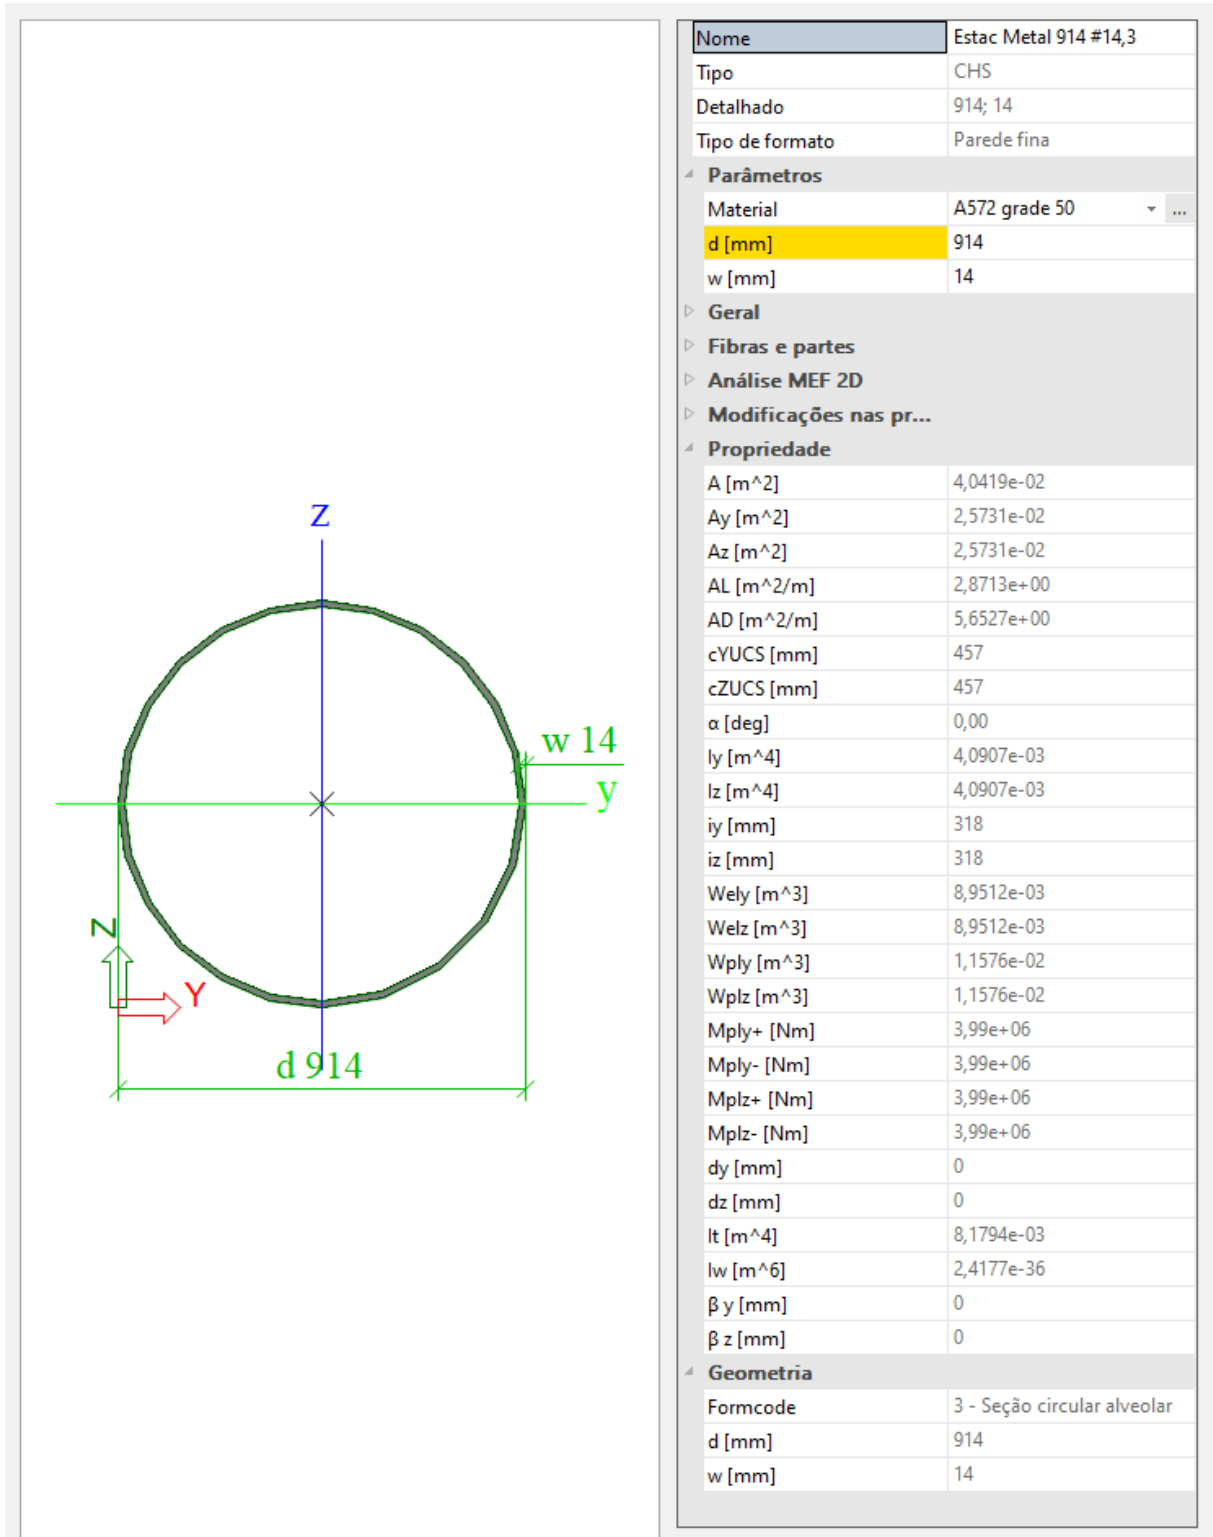 Z
w 14
y
Z
Y
d 914
Nome Estac Metal 914 #14,3
Tipo CHS
Detalhado 914; 14
Tipo de formato Parede fina
Parâmetros
Material A572 grade 50 ...
d [mm] 914
w [mm] 14
Geral
Fibras e partes
Análise MEF 2D
Modificações nas pr...
Propriedade
A [m^2] 4,0419e-02
Ay [m^2] 2,5731e-02
Az [m^2] 2,5731e-02
AL [m^2/m] 2,8713e+00
AD [m^2/m] 5,6527e+00
cYUCS [mm] 457
cZUCS [mm] 457
α [deg] 0,00
Iy [m^4] 4,0907e-03
Iz [m^4] 4,0907e-03
iy [mm] 318
iz [mm] 318
Wely [m^3] 8,9512e-03
Welz [m^3] 8,9512e-03
Wply [m^3] 1,1576e-02
Wplz [m^3] 1,1576e-02
Mply+ [Nm] 3,99e+06
Mply- [Nm] 3,99e+06
Mplz+ [Nm] 3,99e+06
Mplz- [Nm] 3,99e+06
dy [mm] 0
dz [mm] 0
It [m^4] 8,1794e-03
Iw [m^6] 2,4177e-36
β y [mm] 0
β z [mm] 0
Geometria
Formcode 3 - Seção circular alveolar
d [mm] 914
w [mm] 14